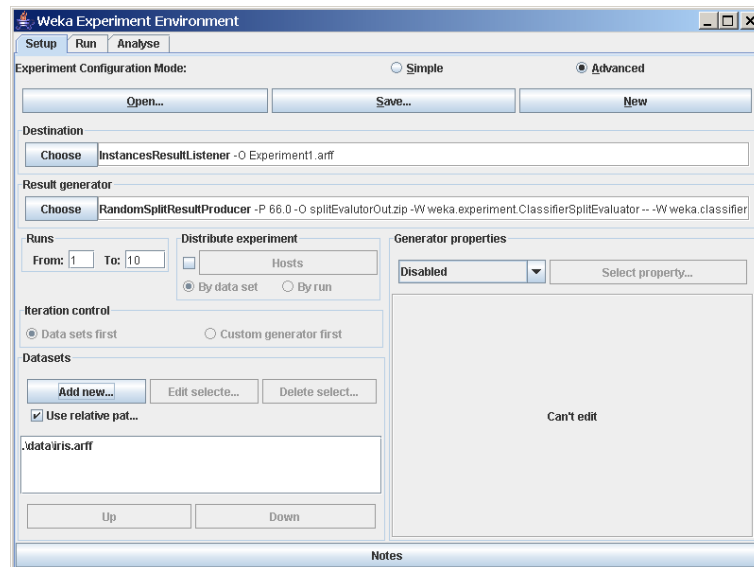 Weka Experiment Environment
Setup Run Analyse
Experiment Configuration Mode: Simple Advanced
Open... Save... New
Destination
Choose InstancesResultListener -O Experiment1.arff
Result generator
Choose RandomSplitResultProducer -P 66.0 -O splitEvalutorOut.zip -W weka.experiment.ClassifierSplitEvaluator -- -W weka.classifier
Runs
From: 1 To: 10
Distribute experiment
Hosts
By data set By run
Generator properties
Disabled Select property...
Can't edit
Iteration control
Data sets first Custom generator first
Datasets
Add new... Edit selecte... Delete select...
Use relative pat...
.\data\iris.arff
Up Down
Notes